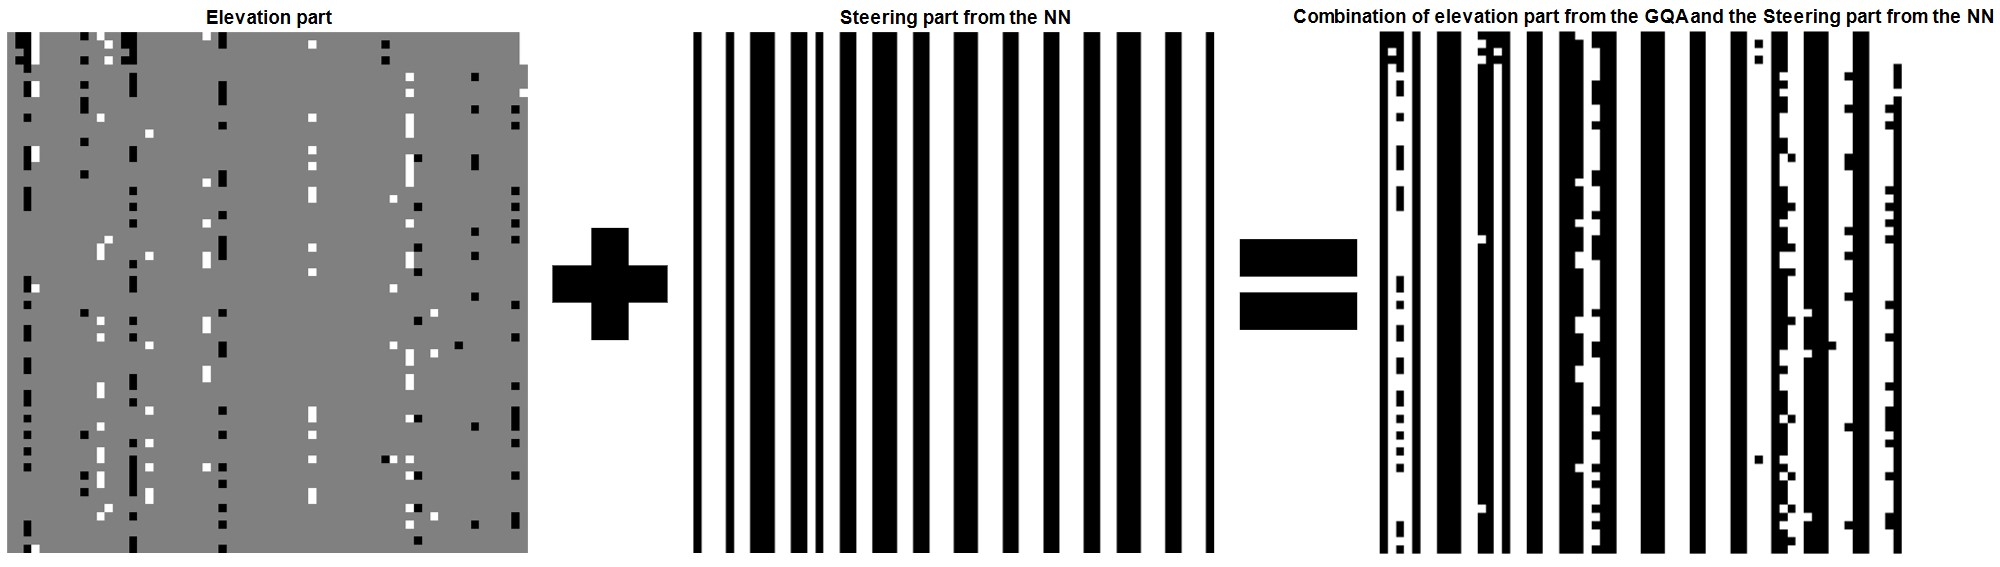 Elevation part
Steering part from the NN
Combination of elevation part from the GQAand the Steering part from the NN